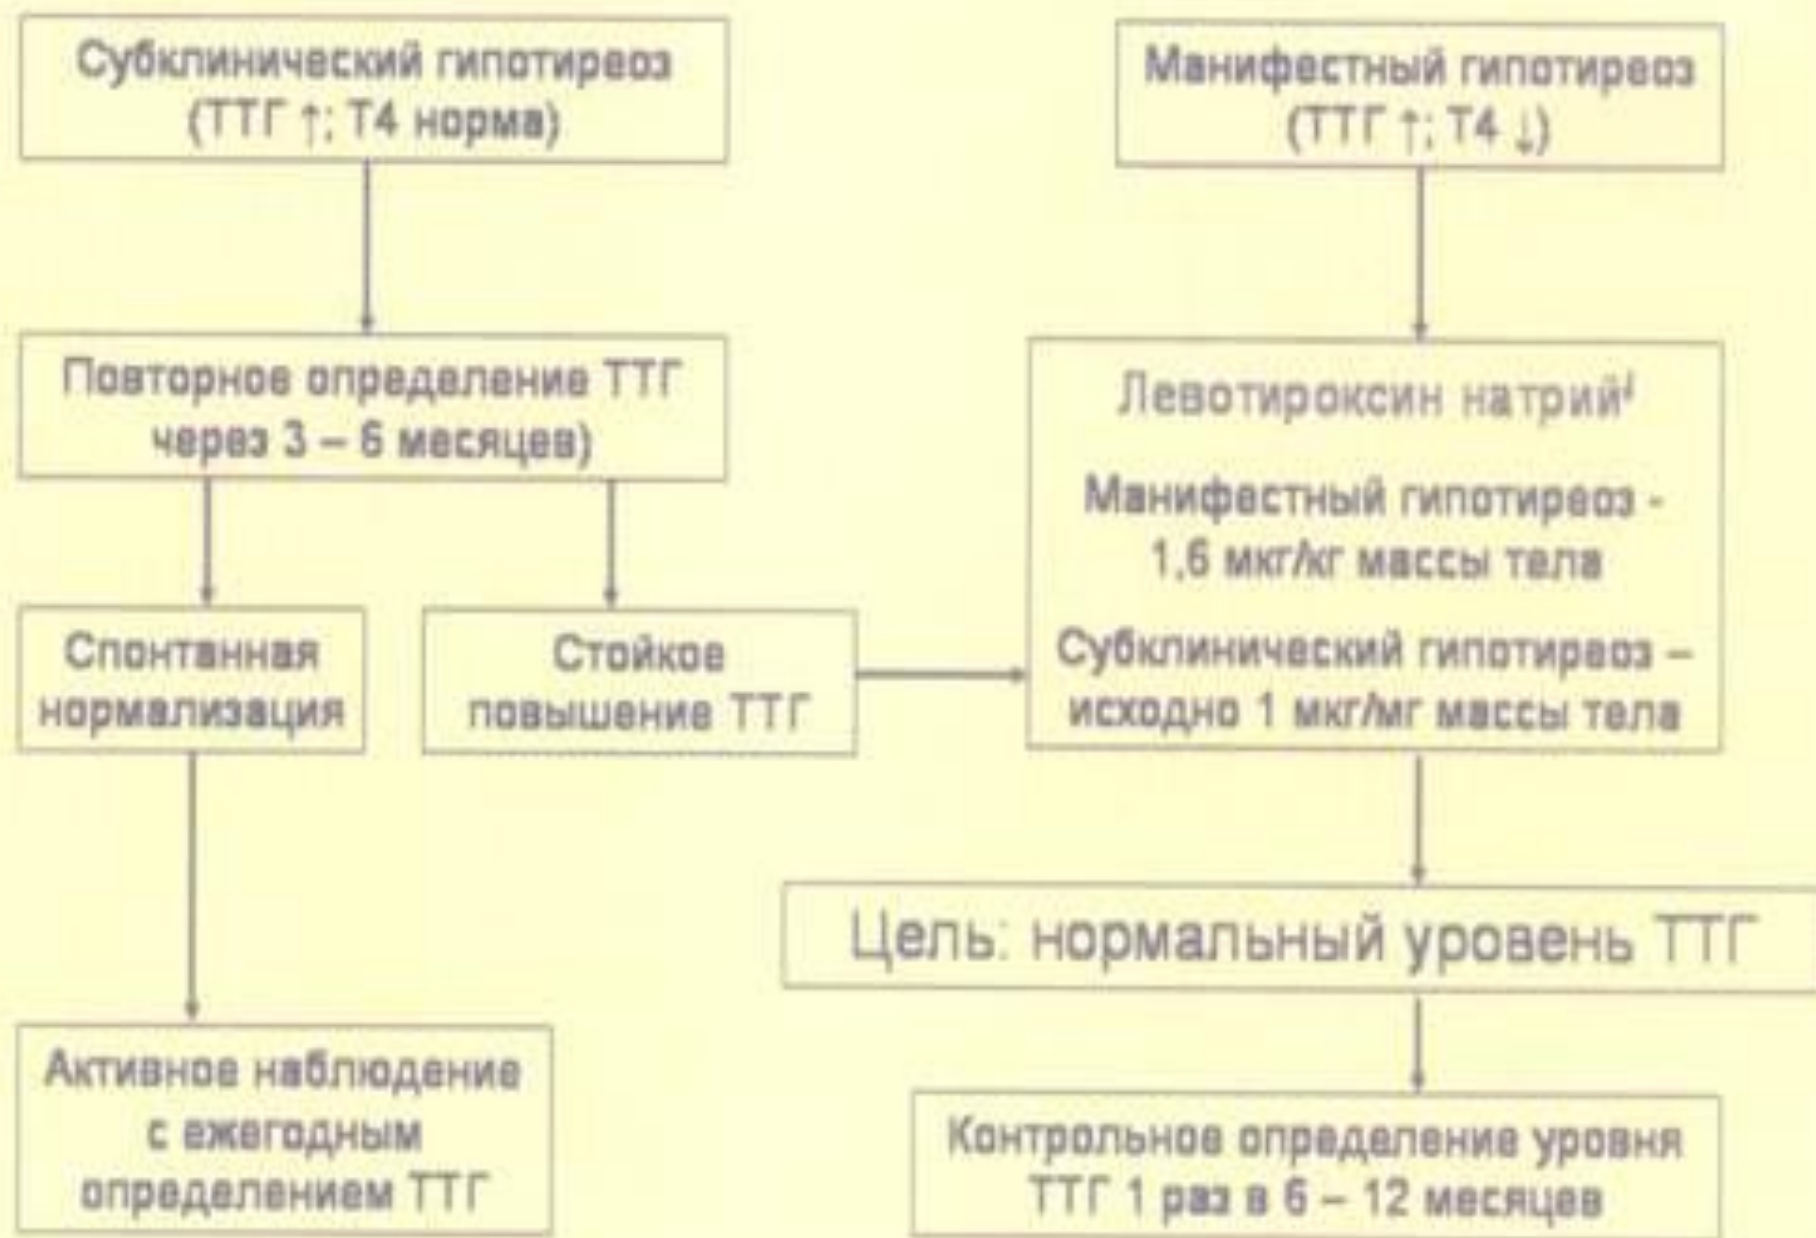 Субклинический гипотиреоз
(ТТГ ↑; Т4 норма)
Манифестный гипотиреоз
(ТТГ ↑; Т4 ↓)
Повторное определение ТТГ
через 3 – 6 месяцев)
Левотироксин натрий
Манифестный гипотиреоз -
1,6 мкг/кг массы тела
Субклинический гипотиреоз –
исходно 1 мкг/мг массы тела
Спонтанная
нормализация
Стойкое
повышение ТТГ
Цель: нормальный уровень ТТГ
Активное наблюдение
с ежегодным
определением ТТГ
Контрольное определение уровня
ТТГ 1 раз в 6 – 12 месяцев